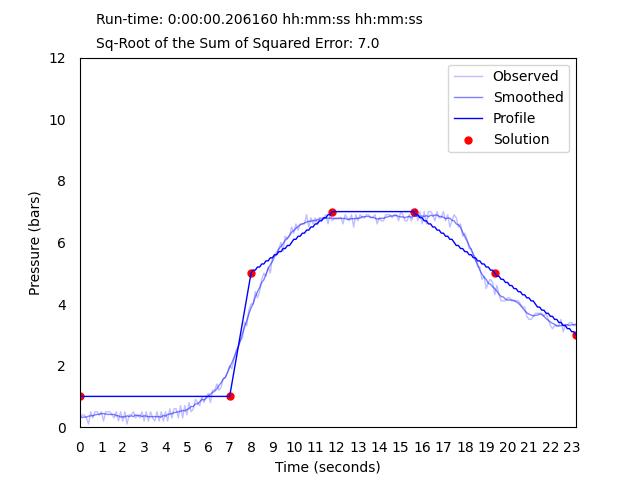 Run-time: 0:00:00.206160 hh:mm:ss hh:mm:ss
Sq-Root of the Sum of Squared Error: 7.0
12
10
8
6
4
2
0
Pressure (bars)
Observed
Smoothed
Profile
Solution
0 1 2 3 4 5 6 7 8 9 10 11 12 13 14 15 16 17 18 19 20 21 22 23
Time (seconds)